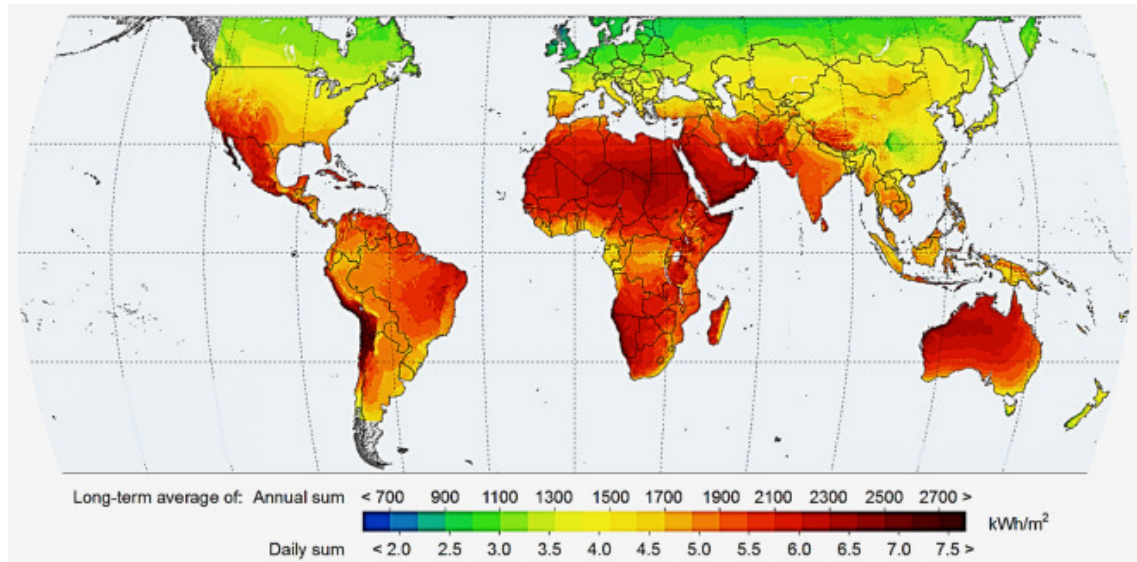 Long-term average of: Annual sum < 700 900 1100 1300 1500 1700 1900 2100 2300 2500 2700 >
kWh/m²
Daily sum < 2.0 2.5 3.0 3.5 4.0 4.5 5.0 5.5 6.0 6.5 7.0 7.5 >